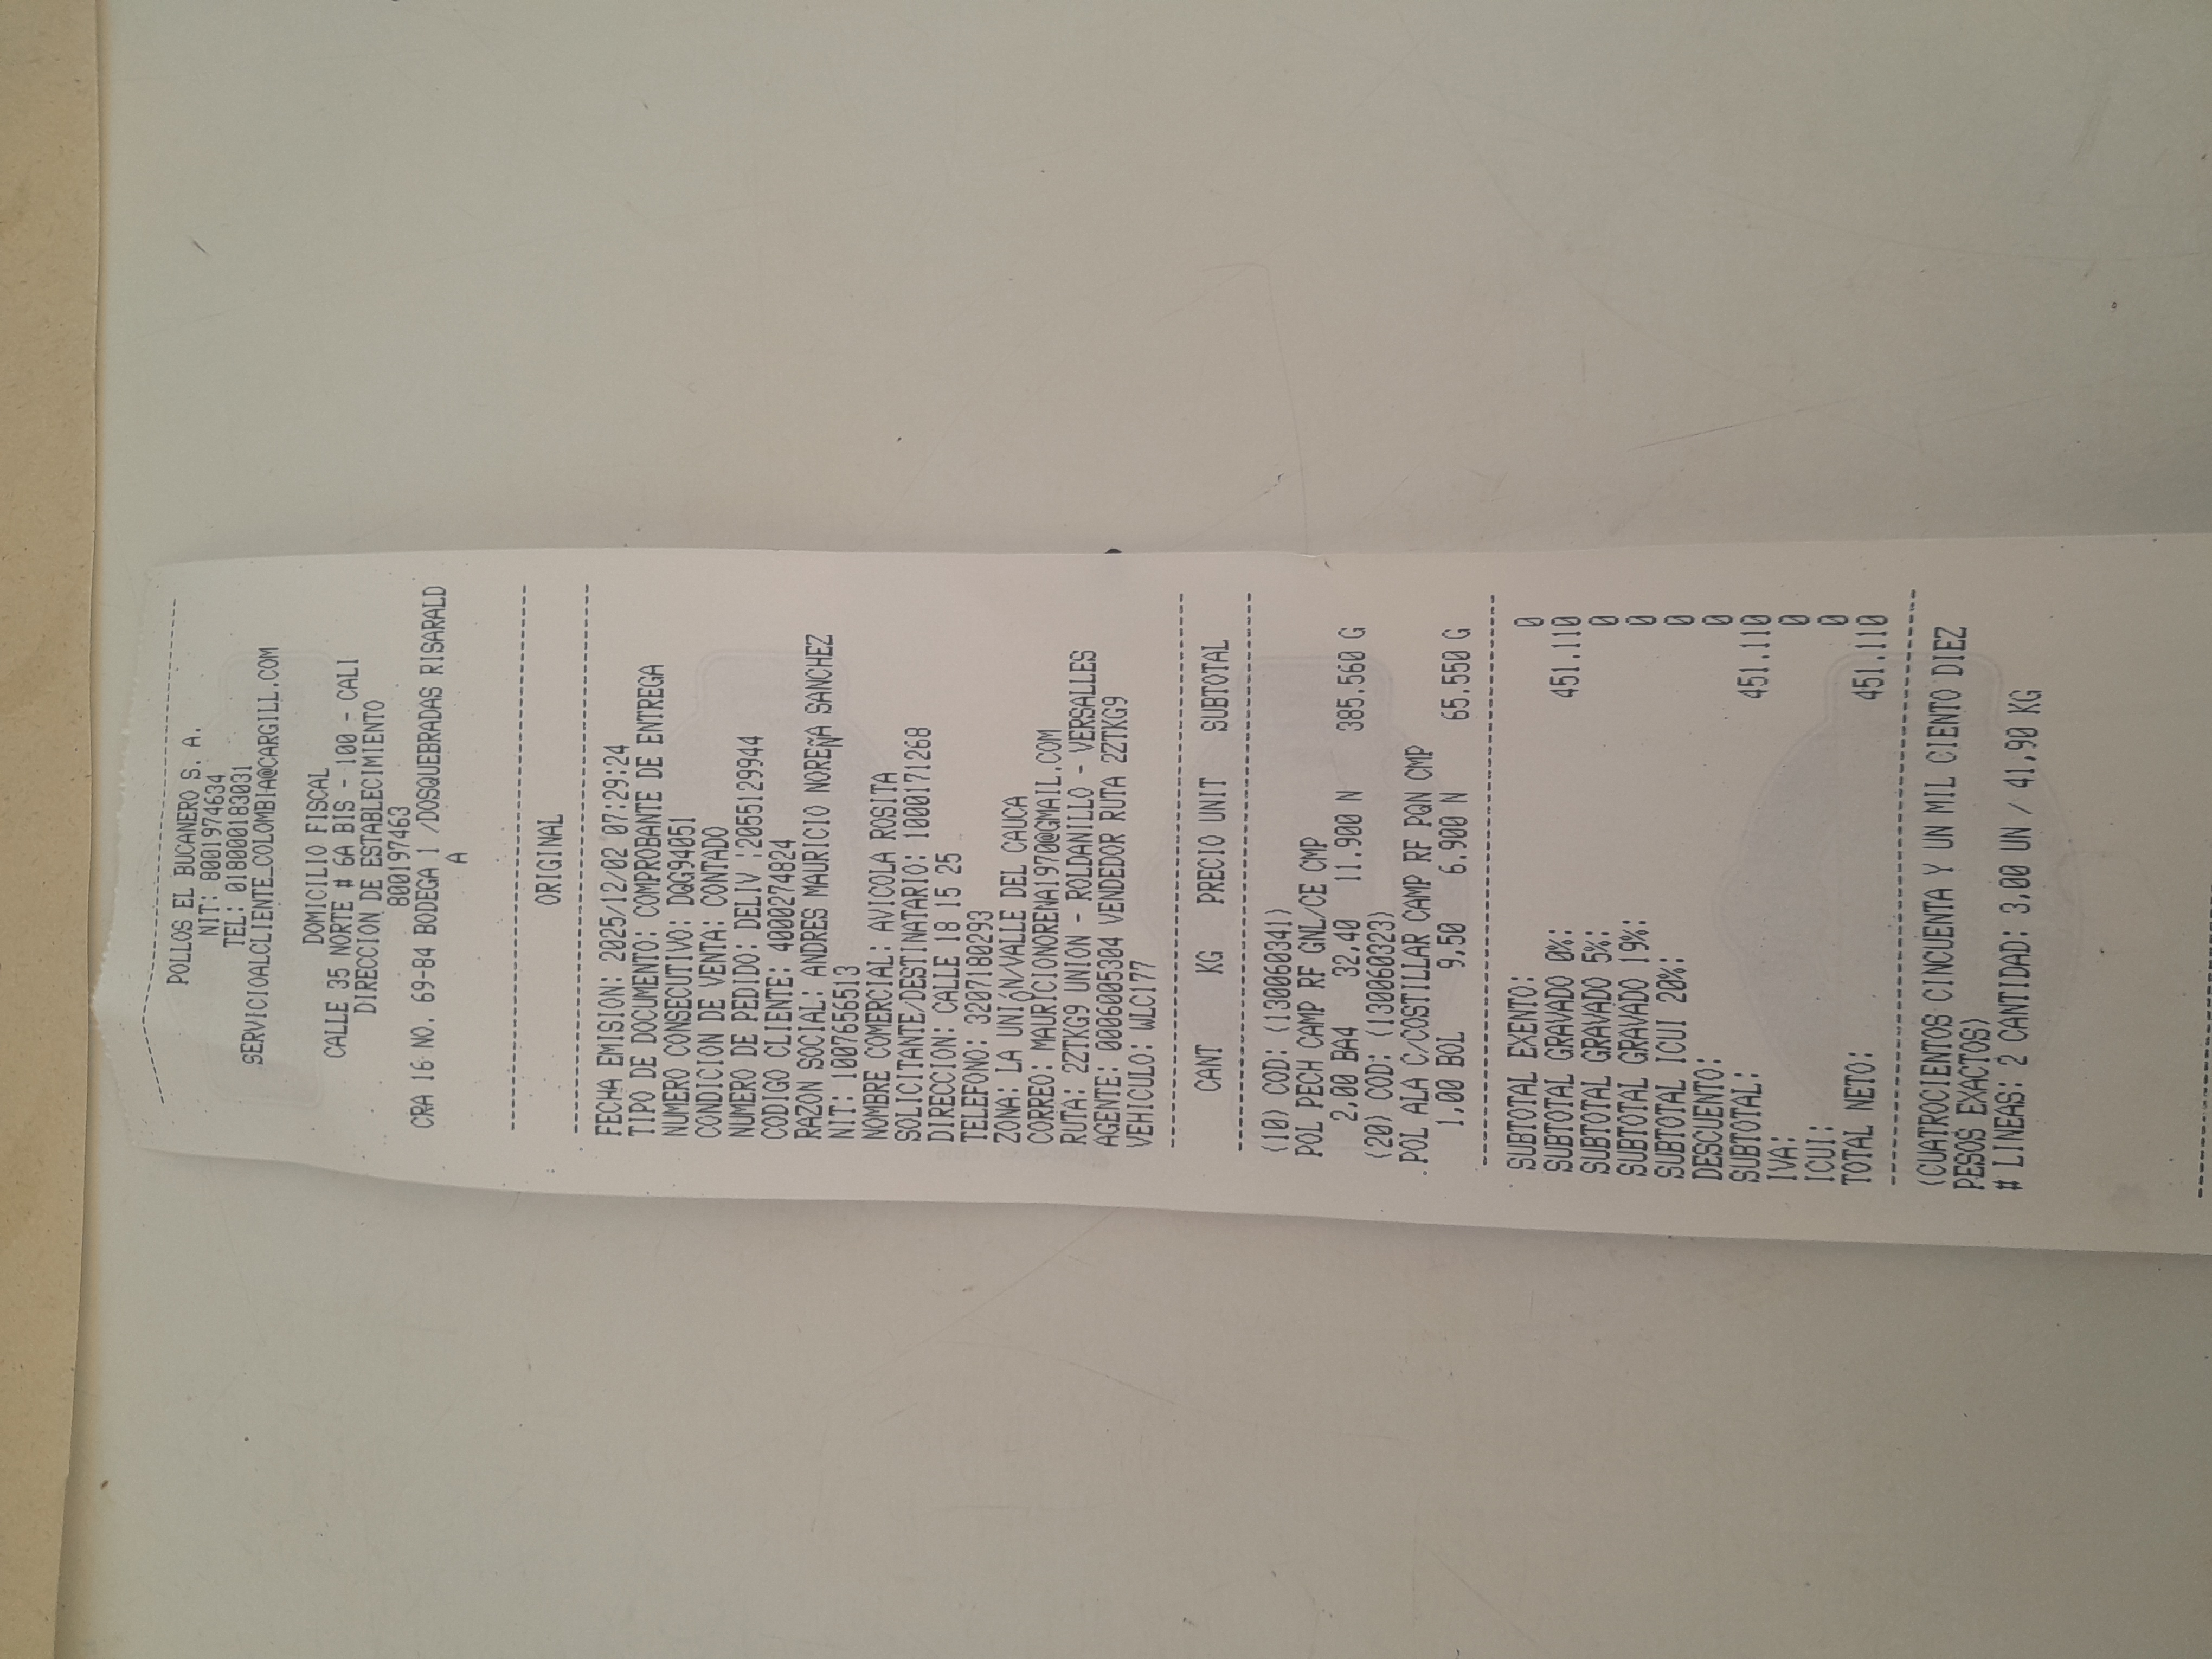 POLLOS EL BUCANERO S. A.
NIT: 8001974634
TEL: 018000183031
SERVICIOALCLIENTE_COLOMBIA@CARGILL.COM
DOMICILIO FISCAL
CALLE 35 NORTE # 6A BIS - 100 - CALI
DIRECCION DE ESTABLECIMIENTO
800197463
CRA 16 NO. 69-84 BODEGA 1 /DOSQUEBRADAS RISARALD
A
ORIGINAL
FECHA EMISION: 2025/12/02 07:29:24
TIPO DE DOCUMENTO: COMPROBANTE DE ENTREGA
NUMERO CONSECUTIVO: DQG94051
CONDICION DE VENTA: CONTADO
NUMERO DE PEDIDO: DELIV :2055129944
CODIGO CLIENTE: 4000274824
RAZON SOCIAL: ANDRES MAURICIO NOREÑA SANCHEZ
NIT: 1007656513
NOMBRE COMERCIAL: AVICOLA ROSITA
SOLICITANTE/DESTINATARIO: 1000171268
DIRECCION: CALLE 18 15 25
TELEFONO: 3207180293
ZONA: LA UNIÓN/VALLE DEL CAUCA
CORREO: MAURICIONORENA1970@GMAIL.COM
RUTA: 2ZTKG9 UNION - ROLDANILLO - VERSALLES
AGENTE: 0006005304 VENDEDOR RUTA 2ZTKG9
VEHICULO: WLC177
CANT KG PRECIO UNIT SUBTOTAL
(10) COD: (130060341)
POL PECH CAMP RF GNL/CE CMP
2,00 BA4 32,40 11.900 N 385.560 G
(20) COD: (130060323)
POL ALA C/COSTILLAR CAMP RF PQN CMP
1,00 BOL 9,50 6.900 N 65.550 G
SUBTOTAL EXENTO: 0
SUBTOTAL GRAVADO 0%: 451.110
SUBTOTAL GRAVADO 5%: 0
SUBTOTAL GRAVADO 19%: 0
SUBTOTAL ICUI 20%: 0
DESCUENTO: 0
SUBTOTAL: 451.110
IVA: 0
ICUI: 0
TOTAL NETO: 451.110
(CUATROCIENTOS CINCUENTA Y UN MIL CIENTO DIEZ
PESOS EXACTOS)
# LINEAS: 2 CANTIDAD: 3,00 UN / 41,90 KG